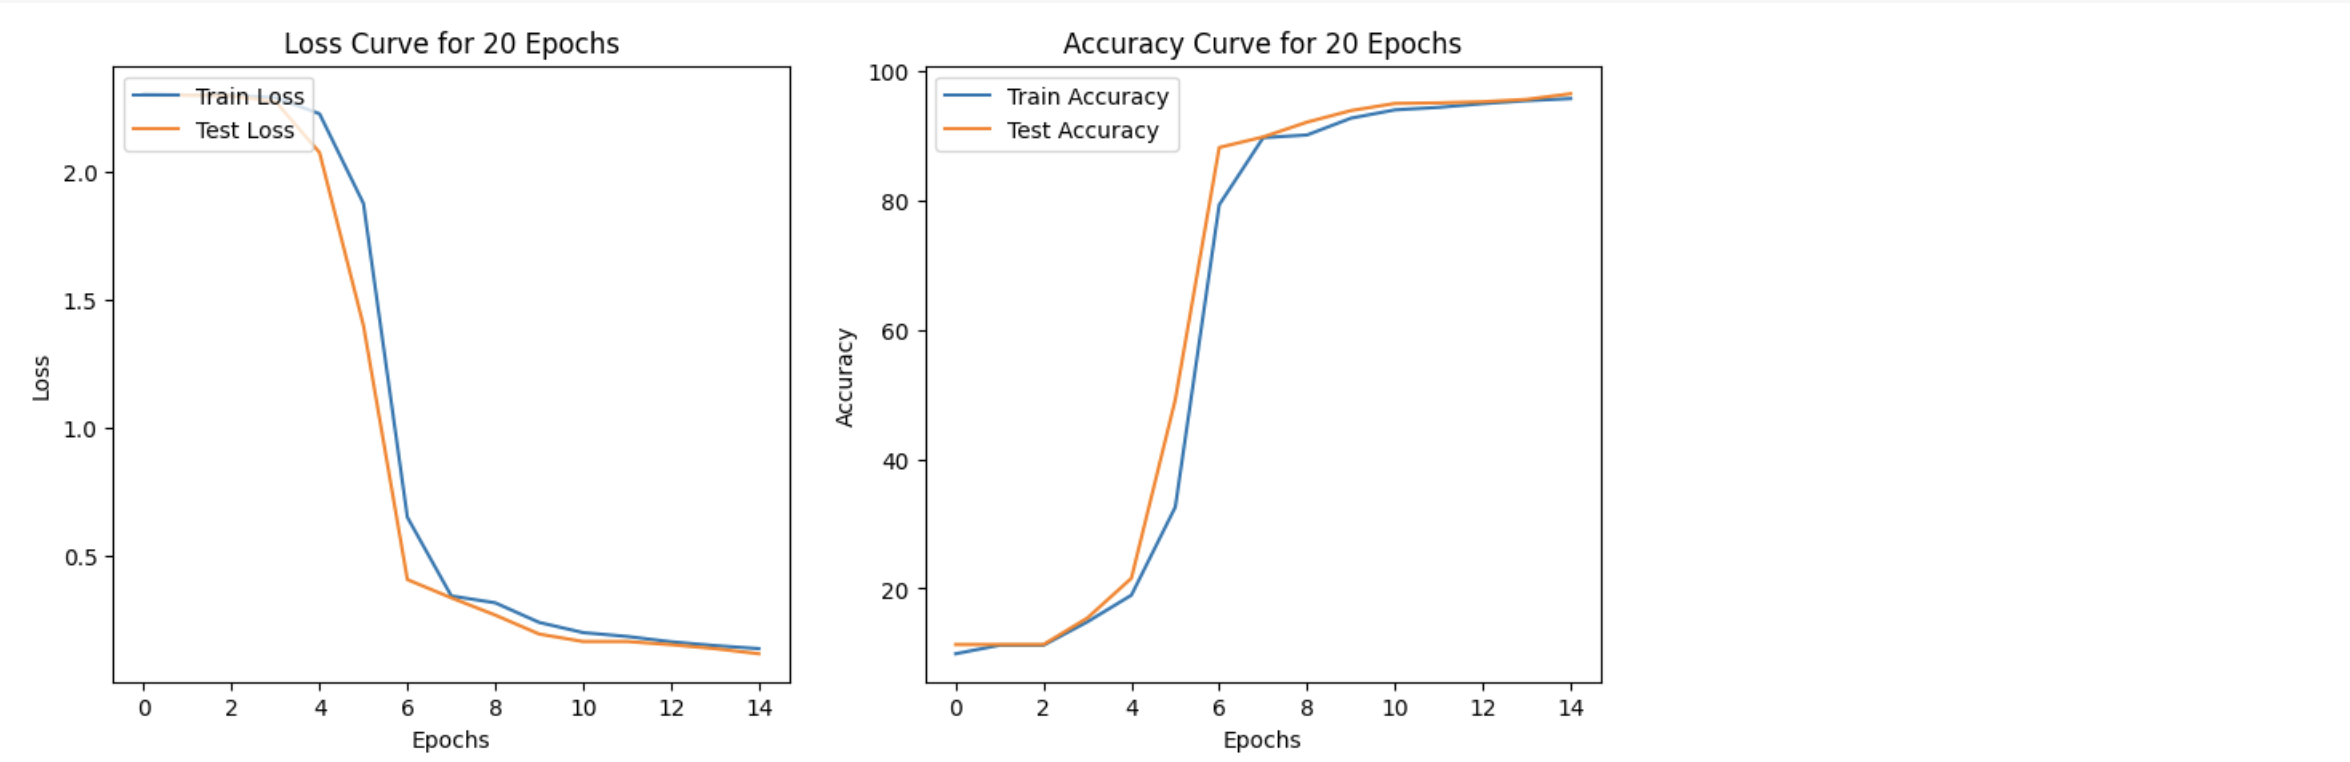 Loss Curve for 20 Epochs
Train Loss
Test Loss
2.0
1.5
1.0
0.5
Loss
0 2 4 6 8 10 12 14
Epochs
Accuracy Curve for 20 Epochs
Train Accuracy
Test Accuracy
100
80
60
40
20
Accuracy
0 2 4 6 8 10 12 14
Epochs